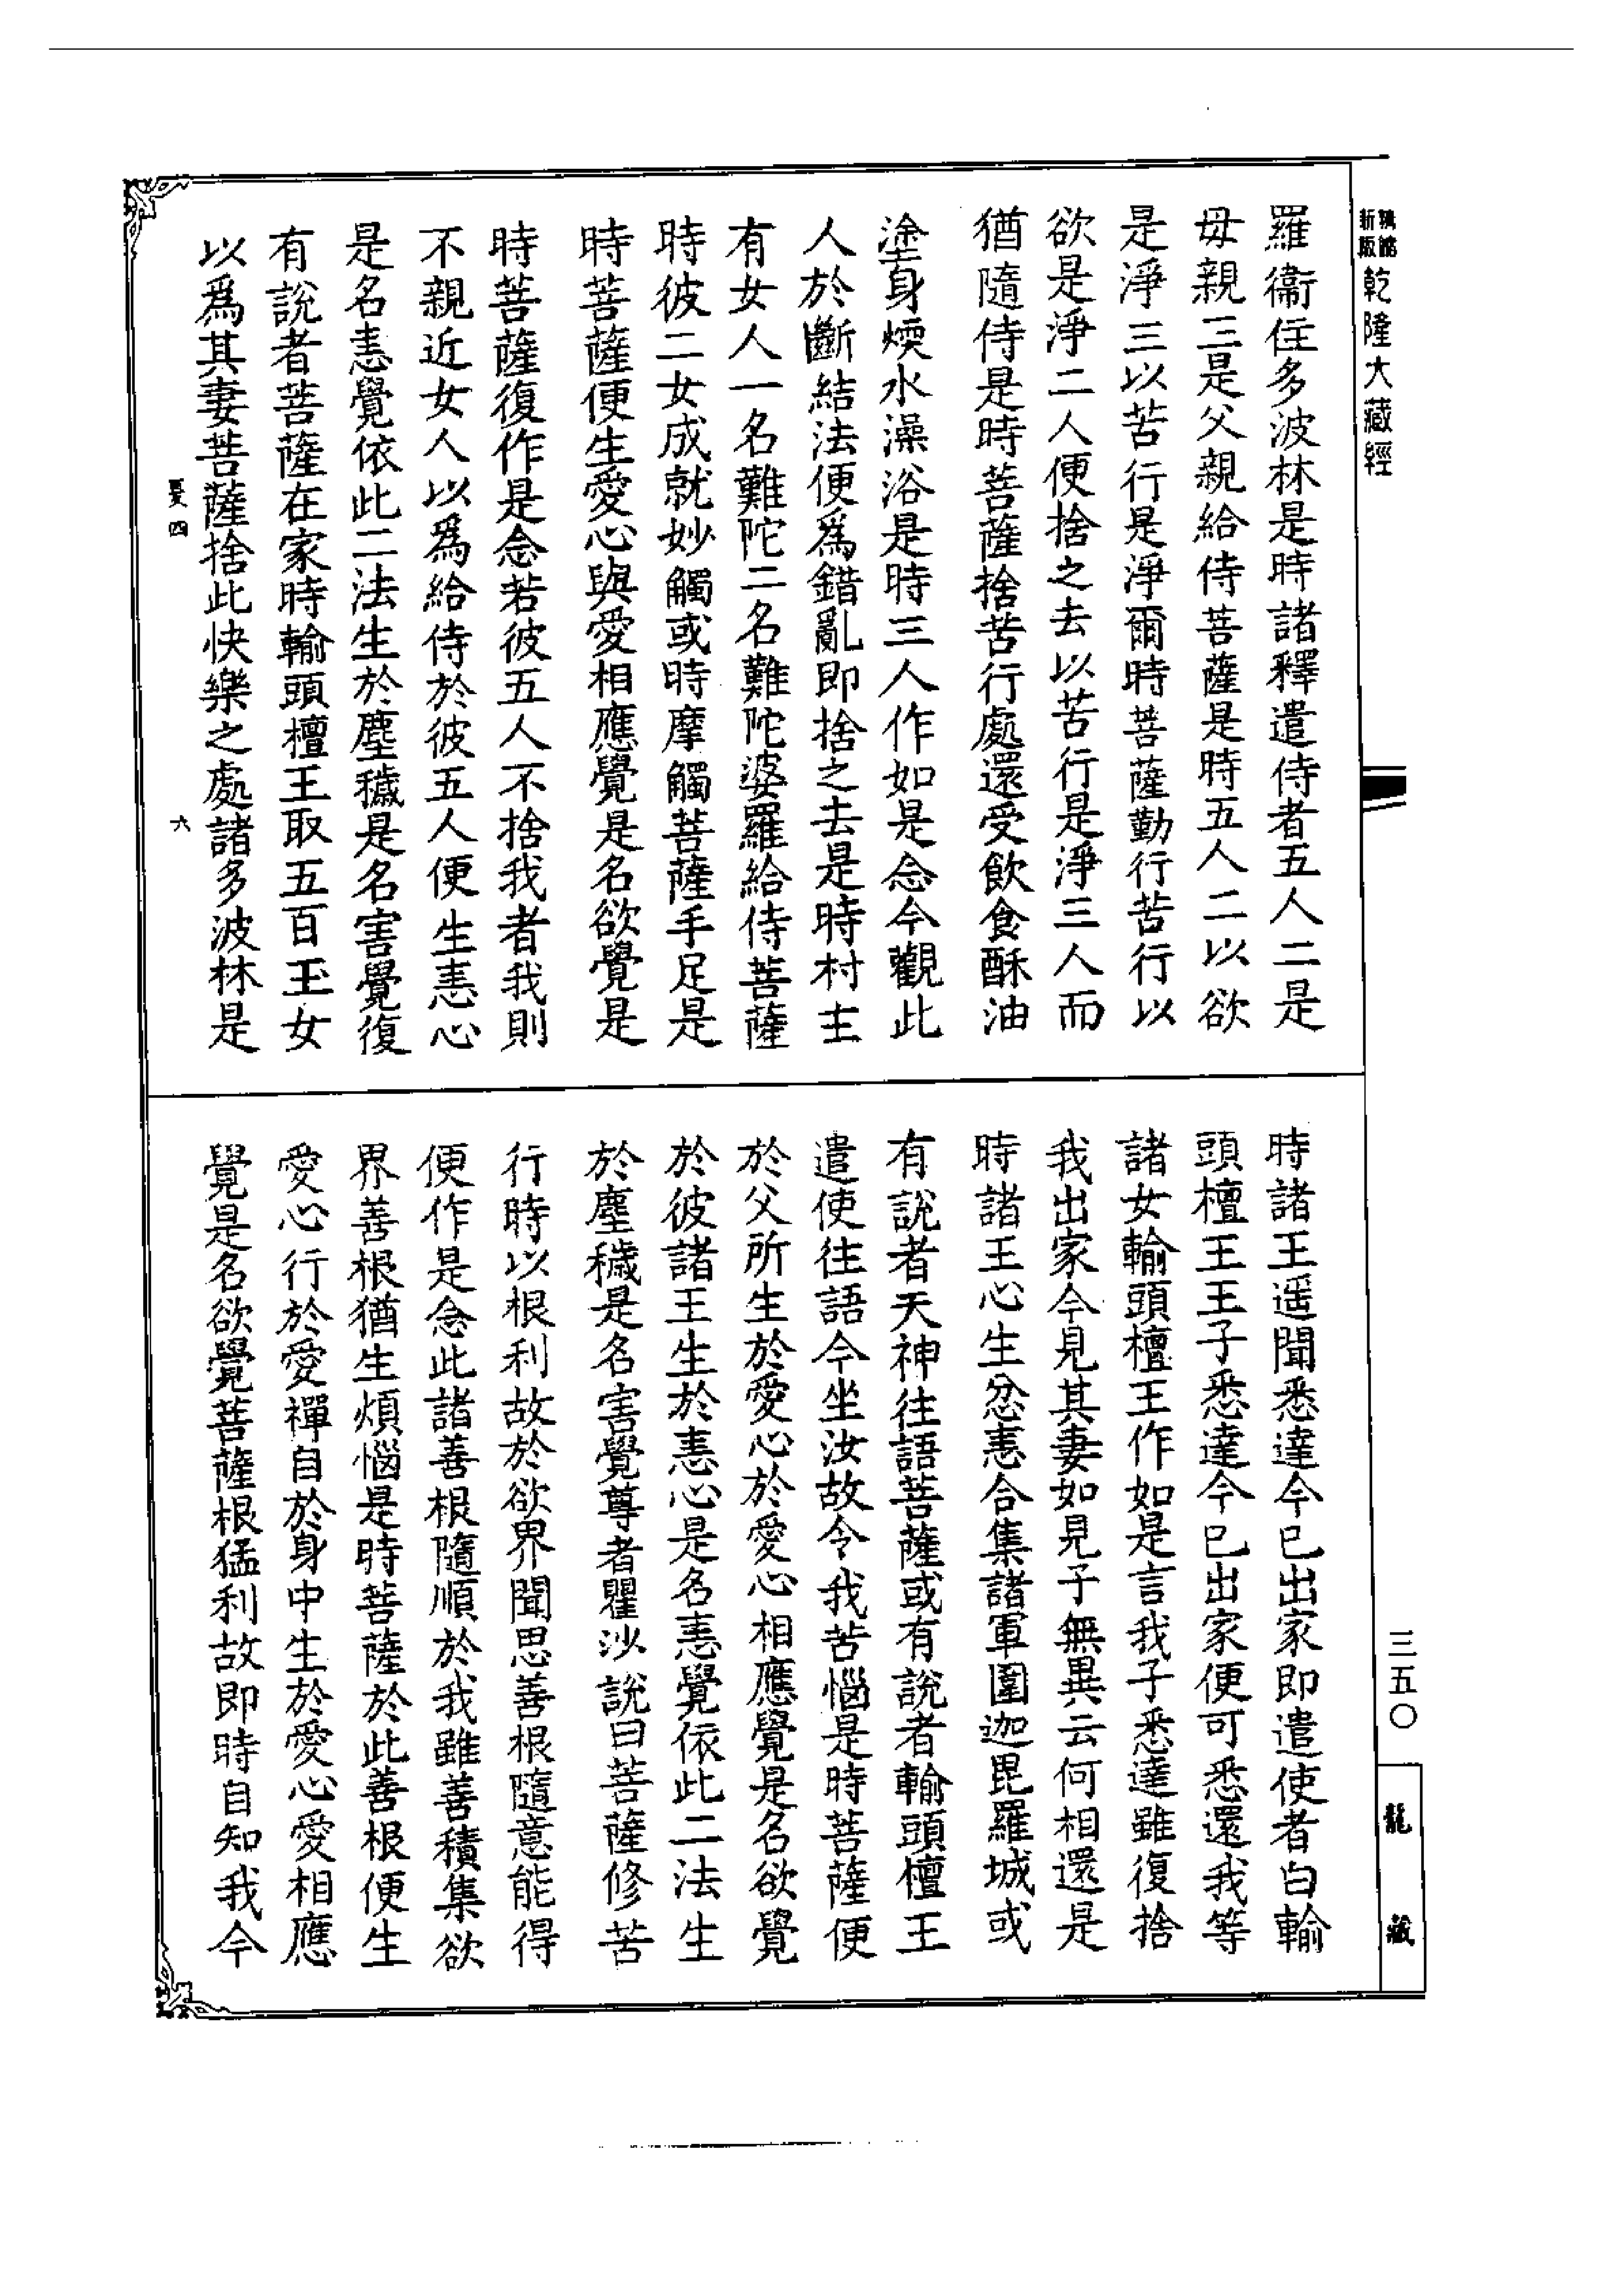 新版 精縮 乾隆大藏經
羅衞住多波林是時諸釋遣侍者五人二是
母親三是父親給侍菩薩是時五人二以欲
是淨三以苦行是淨爾時菩薩勤行苦行以
欲是淨二人便捨之去以苦行是淨三人而
猶隨侍是時菩薩捨苦行處還受飲食酥油
塗身煗水澡浴是時三人作如是念今觀此
人於斷結法便爲錯亂即捨之去是時村主
有女人一名難陀二名難陀婆羅給侍菩薩
時彼二女成就妙觸或時摩觸菩薩手足是
時菩薩便生愛心與愛相應覺是名欲覺是
時菩薩復作是念若彼五人不捨我者我則
不親近女人以爲給侍於彼五人便生恚心
是名恚覺依此二法生於塵穢是名害覺復
有說者菩薩在家時輸頭檀王取五百玉女
以爲其妻菩薩捨此快樂之處諸多波林是
夏四 六
時諸王遥聞悉達今已出家即遣使者白輸
頭檀王王子悉達今已出家便可悉還我等
諸女輸頭檀王作如是言我子悉達雖復捨
我出家今見其妻如見子無異云何相還是
時諸王心生忿恚合集諸軍圍迦毘羅城或
有說者天神往語菩薩或有說者輸頭檀王
遣使往語今坐汝故令我苦惱是時菩薩便
於父所生於愛心於愛心相應覺是名欲覺
於彼諸王生於恚心是名恚覺依此二法生
於塵穢是名害覺尊者瞿沙說曰菩薩修苦
行時以根利故於欲界聞思善根隨意能得
便作是念此諸善根隨順於我雖善積集欲
界善根猶生煩惱是時菩薩於此善根便生
愛心行於愛禪自於身中生於愛心愛相應
覺是名欲覺菩薩根猛利故即時自知我今
三五〇
龍藏